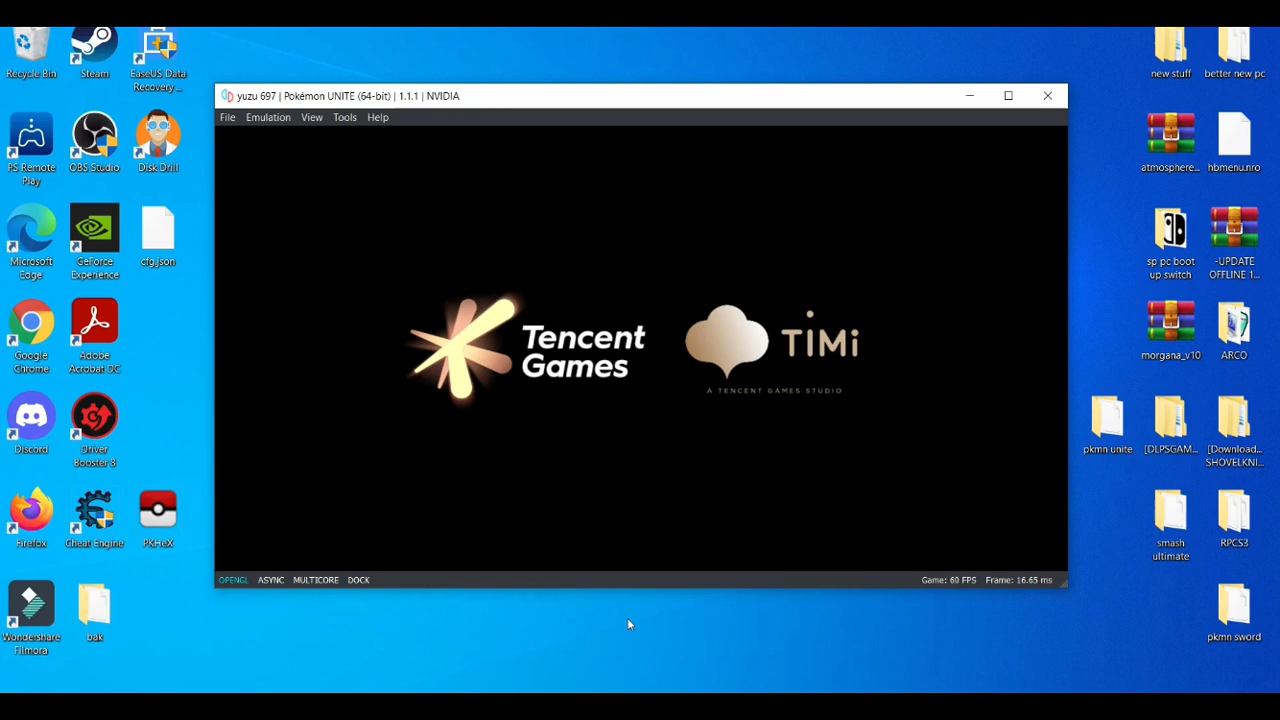 yuzu 697 | Pokémon UNITE (64-bit) | 1.1.1 | NVIDIA
File Emulation View Tools Help
Tencent
Games
TiMi
A TENCENT GAMES STUDIO
OPENGL ASYNC MULTICORE DOCK
Game: 60 FPS Frame: 16.65 ms
Recycle Bin
Steam
EaseUS Data
Recovery ...
PS Remote
Play
OBS Studio
Disk Drill
Microsoft
Edge
GeForce
Experience
cfg.json
Google
Chrome
Adobe
Acrobat DC
Discord
Driver
Booster 8
Firefox
Cheat Engine
PKHeX
Wondershare
Filmora
bak
new stuff
better new pc
atmosphere...
hbmenu.nro
sp pc boot
up switch
-UPDATE
OFFLINE 1...
morgana_v10
ARCO
pkmn unite
[DLPSGAM...
[Download...
SHOVELKNI...
smash
ultimate
RPCS3
pkmn sword